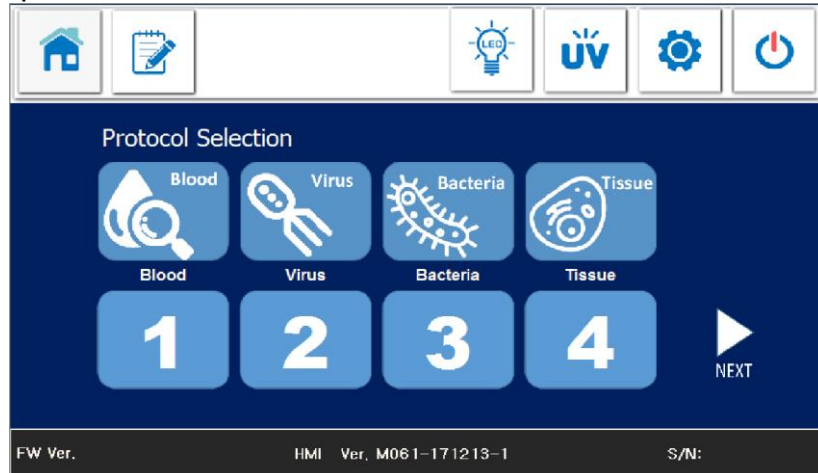 LED
UV
Protocol Selection
Blood Virus Bacteria Tissue
Blood Virus Bacteria Tissue
1 2 3 4
NEXT
FW Ver. HMI Ver. M061-171213-1 S/N: